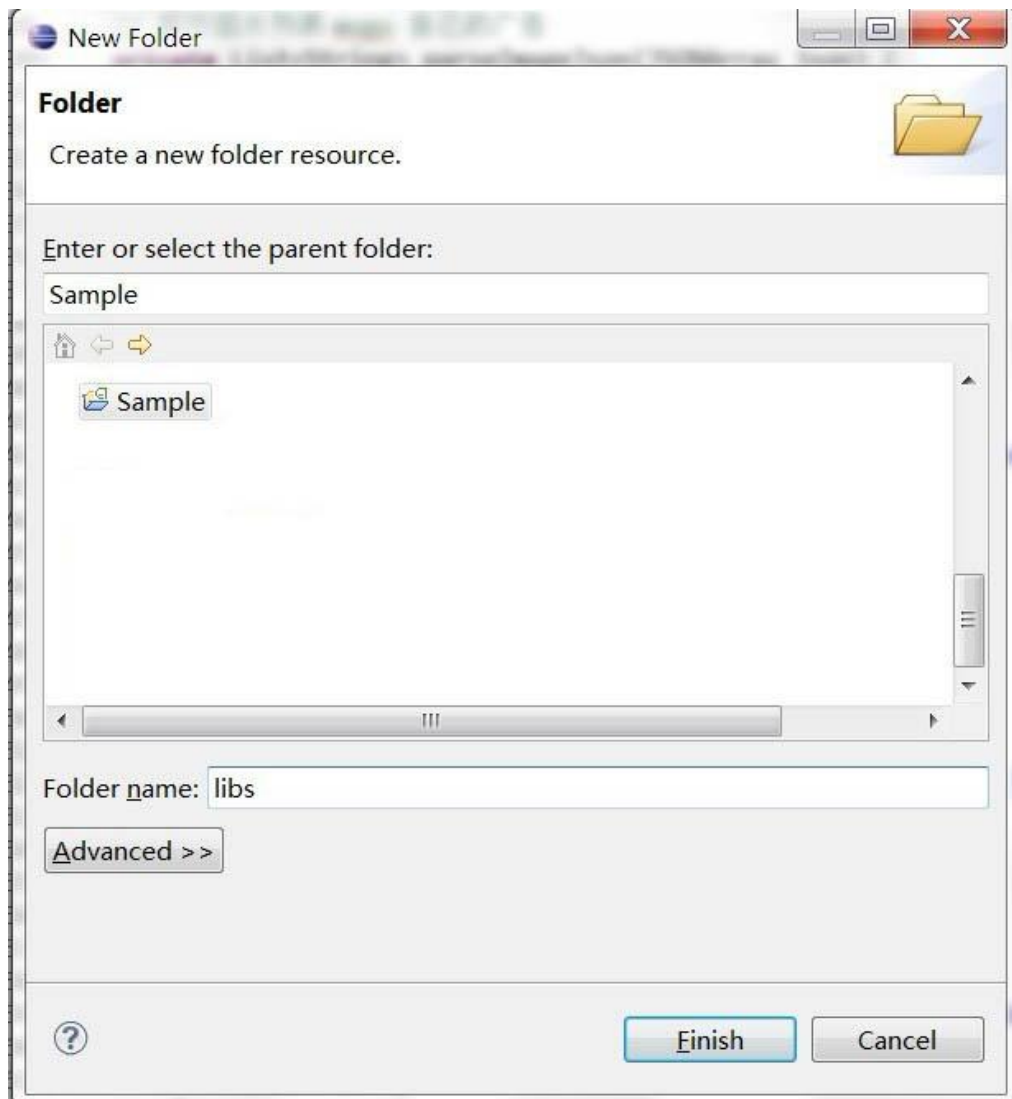 New Folder
Folder
Create a new folder resource.
Enter or select the parent folder:
Sample
Sample
Folder name: libs
Advanced >>
Finish Cancel